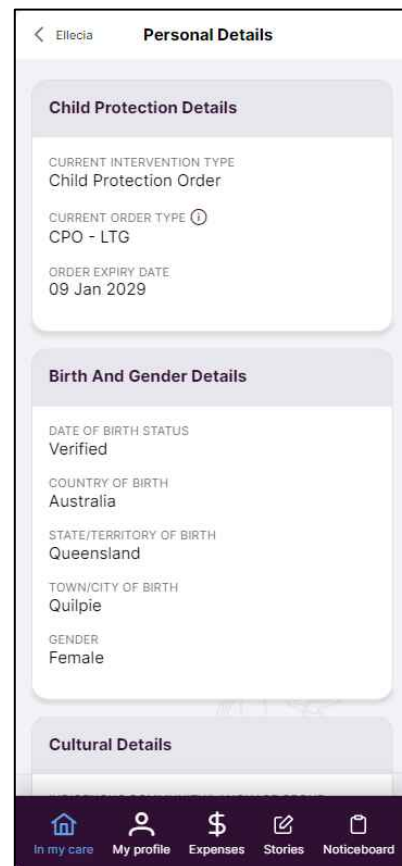 Ellecia Personal Details
Child Protection Details
CURRENT INTERVENTION TYPE
Child Protection Order
CURRENT ORDER TYPE
CPO - LTG
ORDER EXPIRY DATE
09 Jan 2029
Birth And Gender Details
DATE OF BIRTH STATUS
Verified
COUNTRY OF BIRTH
Australia
STATE/TERRITORY OF BIRTH
Queensland
TOWN/CITY OF BIRTH
Quilpie
GENDER
Female
Cultural Details
In my care My profile Expenses Stories Noticeboard